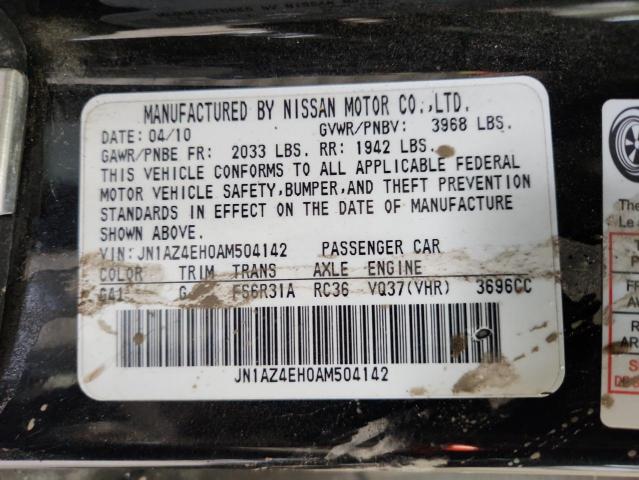 MANUFACTURED BY NISSAN MOTOR CO.,LTD.
DATE: 04/10 GVWR/PNBV: 3968 LBS.
GAWR/PNBE FR: 2033 LBS. RR: 1942 LBS.
THIS VEHICLE CONFORMS TO ALL APPLICABLE FEDERAL
MOTOR VEHICLE SAFETY,BUMPER,AND THEFT PREVENTION
STANDARDS IN EFFECT ON THE DATE OF MANUFACTURE
SHOWN ABOVE.
VIN: JN1AZ4EH0AM504142 PASSENGER CAR
COLOR TRIM TRANS AXLE ENGINE
GA1 G FS6R31A RC36 VQ37(VHR) 3696CC
JN1AZ4EH0AM504142
The
Le